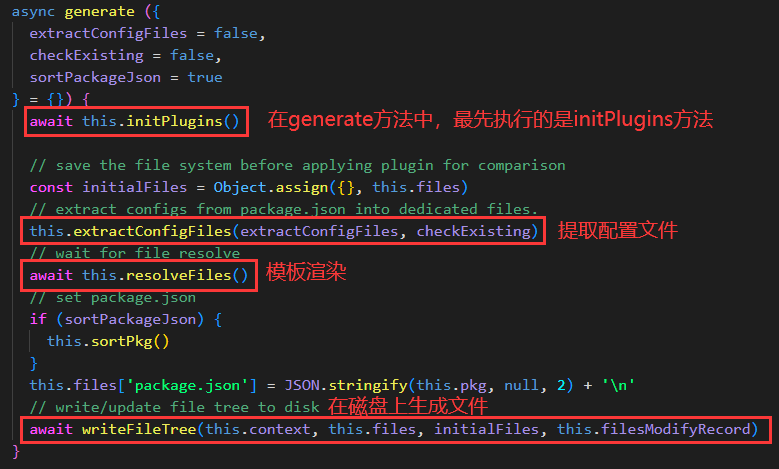 async generate ({
extractConfigFiles = false,
checkExisting = false,
sortPackageJson = true
} = {}) {
await this.initPlugins() 在generate方法中，最先执行的是initPlugins方法
// save the file system before applying plugin for comparison
const initialFiles = Object.assign({}, this.files)
// extract configs from package.json into dedicated files.
this.extractConfigFiles(extractConfigFiles, checkExisting) 提取配置文件
// wait for file resolve
await this.resolveFiles() 模板渲染
// set package.json
if (sortPackageJson) {
this.sortPkg()
}
this.files['package.json'] = JSON.stringify(this.pkg, null, 2) + '\n'
// write/update file tree to disk 在磁盘上生成文件
await writeFileTree(this.context, this.files, initialFiles, this.filesModifyRecord)
}